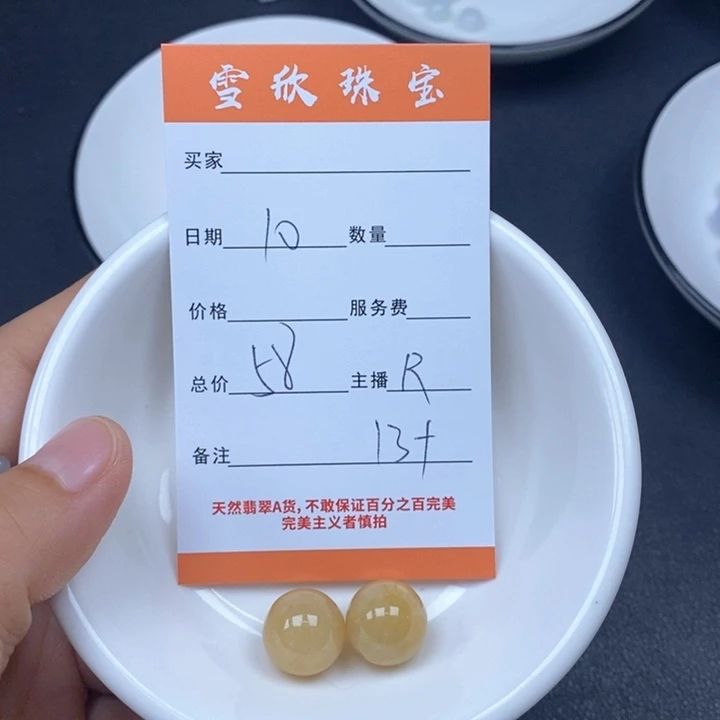 雪欣珠宝
买家
日期 10 数量
价格 服务费
总价 58 主播 R
备注 13+
天然翡翠A货, 不敢保证百分之百完美
完美主义者慎拍